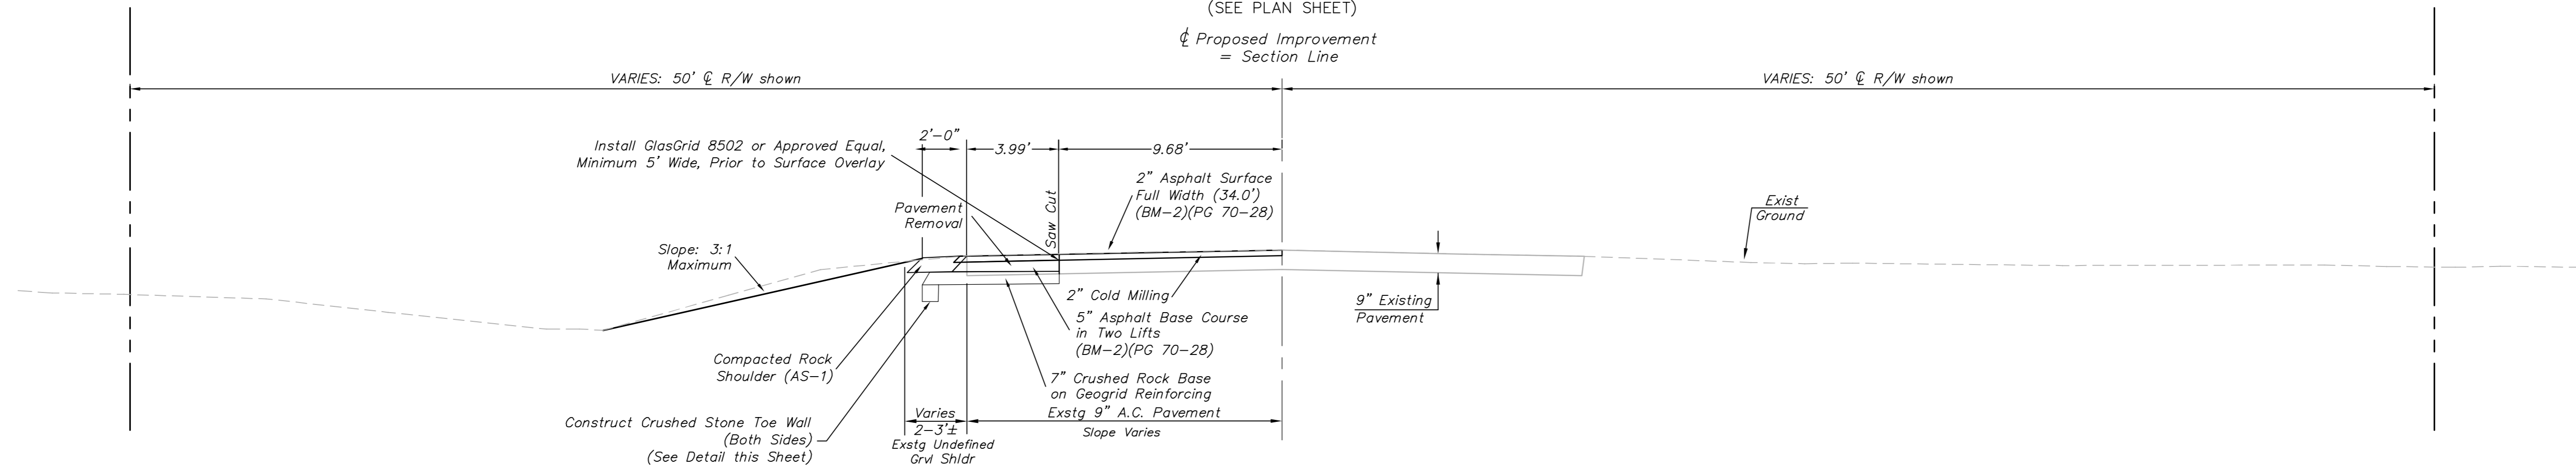 (SEE PLAN SHEET)
℄ Proposed Improvement
= Section Line
VARIES: 50' ℄ R/W shown
VARIES: 50' ℄ R/W shown
2'-0"
Install GlasGrid 8502 or Approved Equal,
Minimum 5' Wide, Prior to Surface Overlay
3.99'
9.68'
2" Asphalt Surface
Full Width (34.0')
(BM-2)(PG 70-28)
Saw Cut
Pavement
Removal
Exist
Ground
Slope: 3:1
Maximum
2" Cold Milling
9" Existing
Pavement
5" Asphalt Base Course
in Two Lifts
(BM-2)(PG 70-28)
Compacted Rock
Shoulder (AS-1)
7" Crushed Rock Base
on Geogrid Reinforcing
Construct Crushed Stone Toe Wall
(Both Sides)
(See Detail this Sheet)
Varies
2-3'±
Exstg Undefined
Grvl Shldr
Exstg 9" A.C. Pavement
Slope Varies